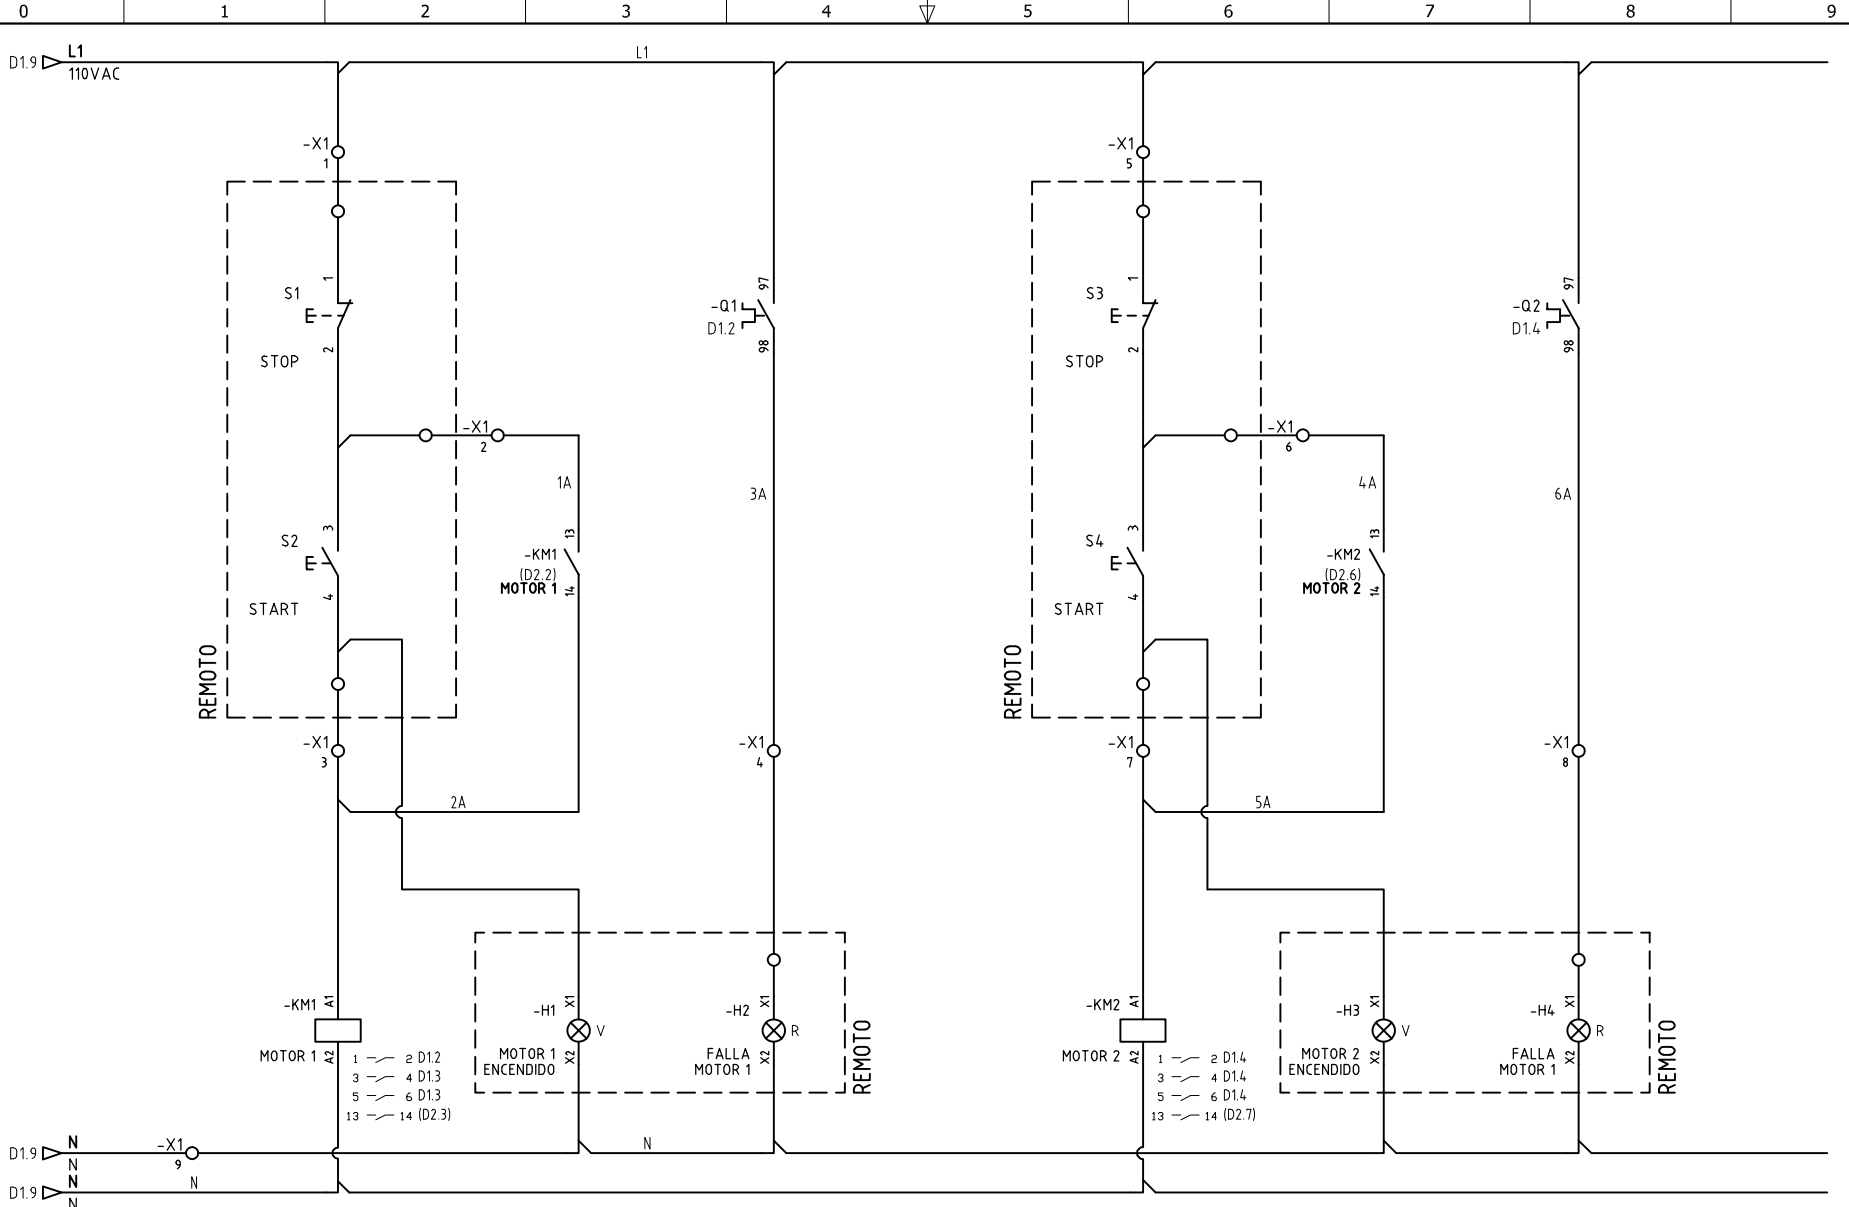 0 1 2 3 4 5 6 7 8 9
D1.9 L1 L1
110VAC
-X1 -X1
1 5
1 97 1 97
S1 -Q1 S3 -Q2
D1.2 D1.4
2 98 2 98
STOP STOP
-X1 -X1
2 6
1A 3A 4A 6A
3 13 3 13
S2 -KM1 S4 -KM2
(D2.2) (D2.6)
MOTOR 1 MOTOR 2
4 14 4 14
START START
REMOTO REMOTO
-X1 -X1 -X1 -X1
3 4 7 8
2A 5A
-KM1 A1 -H1 X1 -H2 X1 -KM2 A1 -H3 X1 -H4 X1
V R V R
MOTOR 1 A2 MOTOR 1 X2 FALLA X2 MOTOR 2 A2 MOTOR 2 X2 FALLA X2
ENCENDIDO MOTOR 1 ENCENDIDO MOTOR 1
REMOTO REMOTO
1 2 D1.2 1 2 D1.4
3 4 D1.3 3 4 D1.4
5 6 D1.3 5 6 D1.4
13 14 (D2.3) 13 14 (D2.7)
D1.9 N -X1 N
N 9
D1.9 N N
N